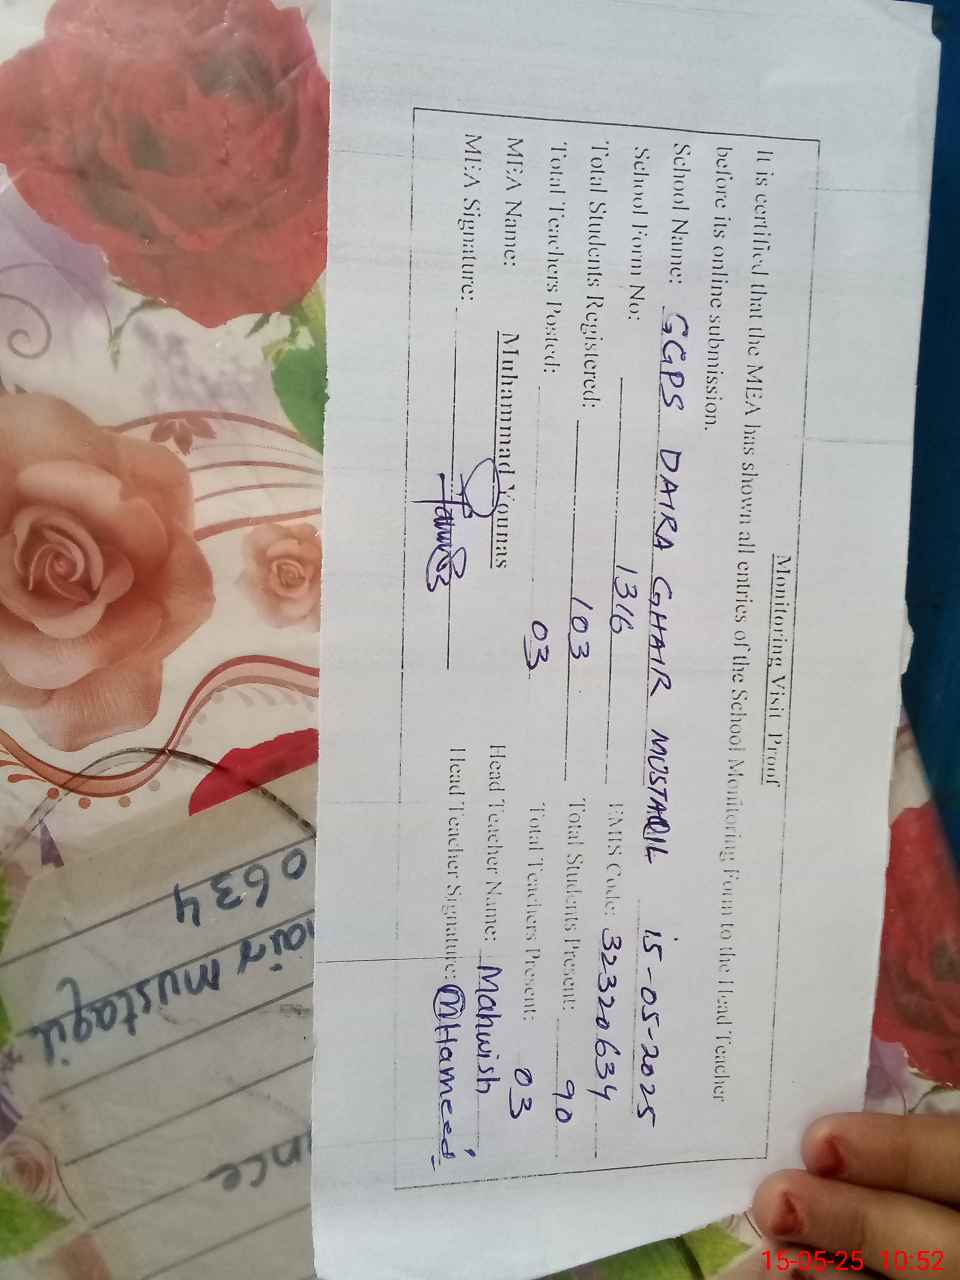 Monitoring Visit Proof
It is certified that the MEA has shown all entries of the School Monitoring Form to the Head Teacher
before its online submission.
School Name: GGPS DAIRA GHAIR MUSTAQIL 15-05-2025
School Form No: 1316 EMIS Code: 32320634
Total Students Registered: 103 Total Students Present: 90
Total Teachers Posted: 03 Total Teachers Present: 03
MEA Name: Muhammad Younas Head Teacher Name: Mahwish
MEA Signature: Head Teacher Signature: MHameed
0634
mustaqil
15-05-25 10:52